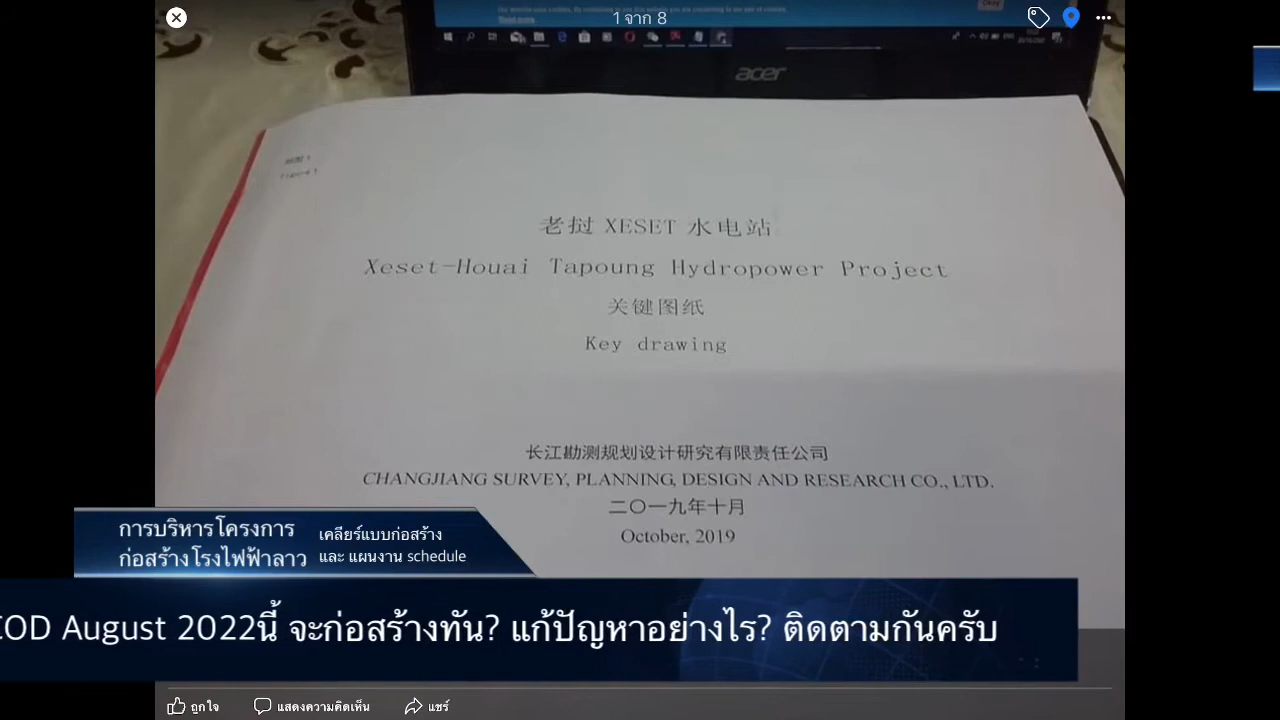 1 จาก 8
Read more
Okay
acer
附图 1
Figure 1
老挝 XESET 水电站
Xeset-Houai Tapoung Hydropower Project
关键图纸
Key drawing
长江勘测规划设计研究有限责任公司
CHANGJIANG SURVEY, PLANNING, DESIGN AND RESEARCH CO., LTD.
二〇一九年十月
October, 2019
การบริหารโครงการ
ก่อสร้างโรงไฟฟ้าลาว
เคลียร์แบบก่อสร้าง
และ แผนงาน schedule
COD August 2022นี้ จะก่อสร้างทัน? แก้ปัญหาอย่างไร? ติดตามกันครับ
ถูกใจ แสดงความคิดเห็น แชร์